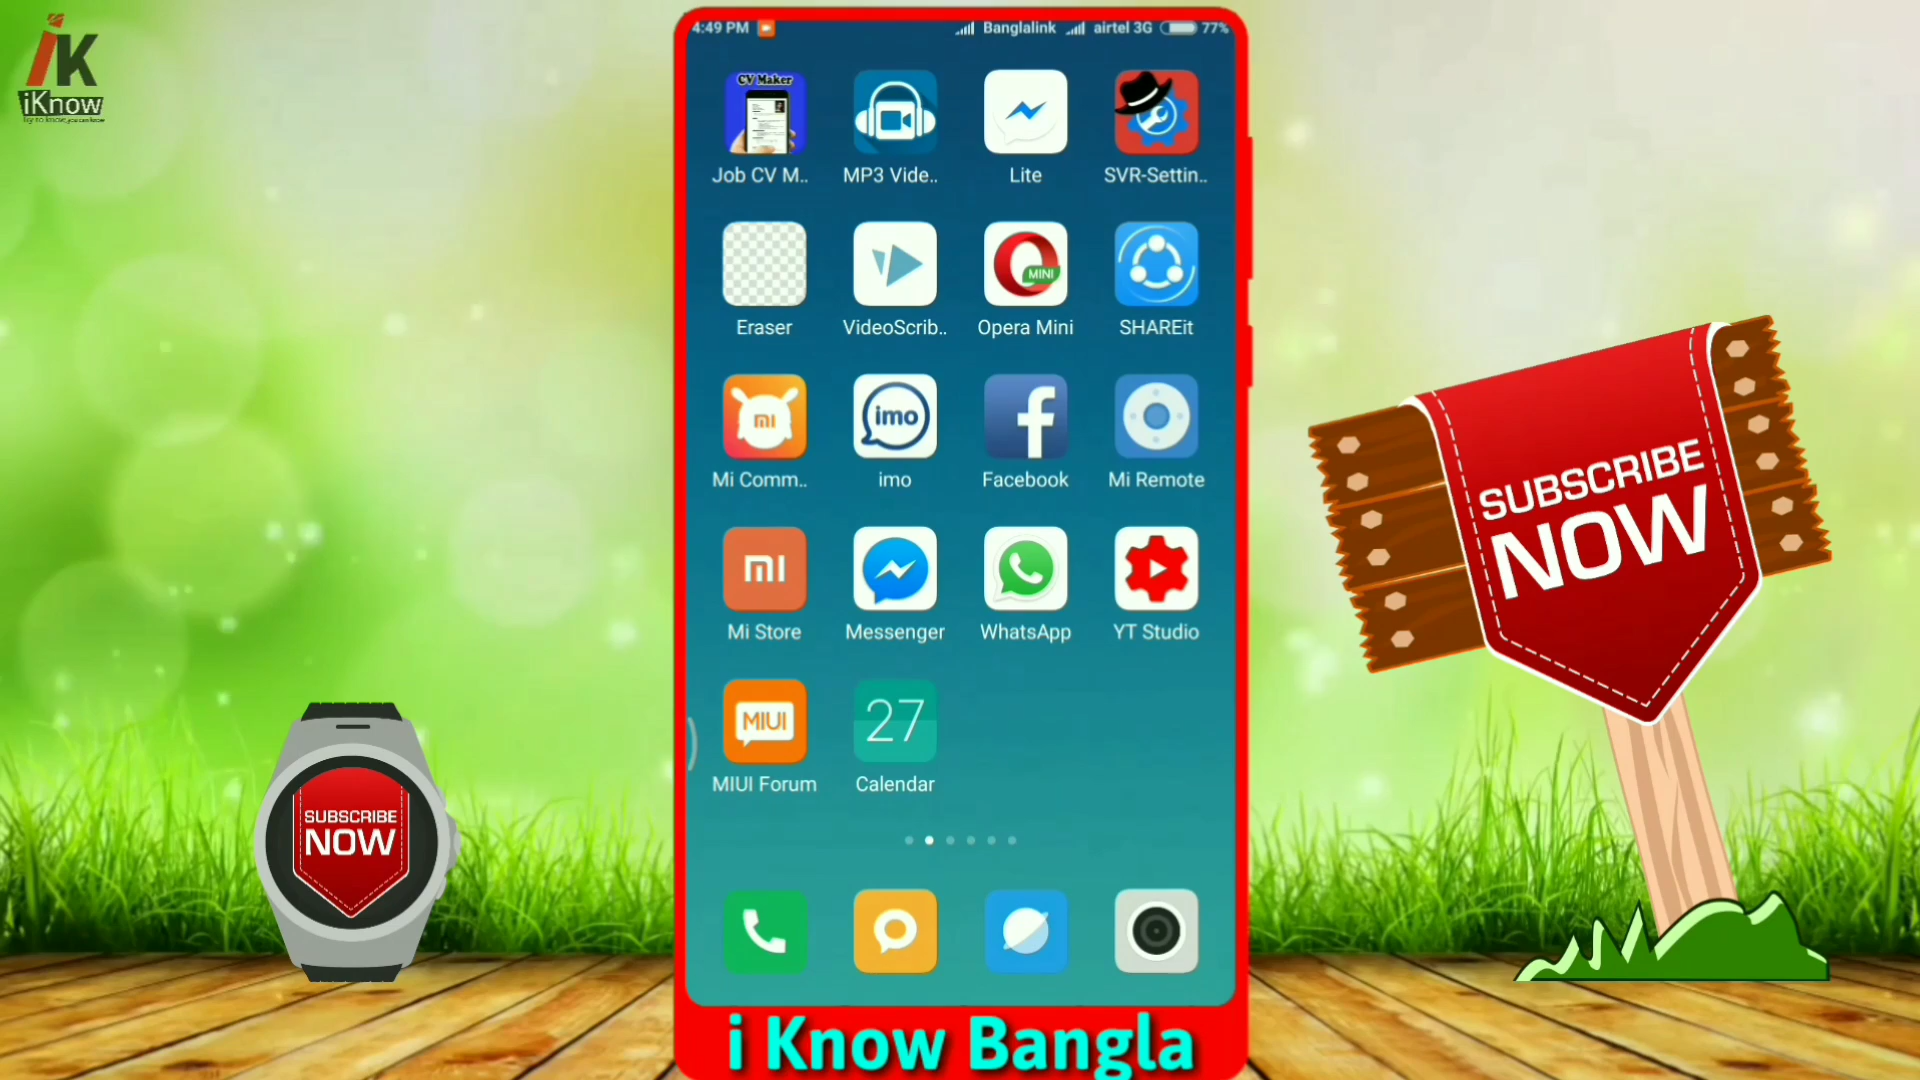 iK
iKnow
4:49 PM
Banglalink
airtel 3G
77%
CV Maker
Job CV M..
MP3 Vide..
Lite
SVR-Settin..
Eraser
VideoScrib..
MINI
Opera Mini
SHAREit
mi
Mi Comm..
imo
imo
Facebook
Mi Remote
mi
Mi Store
Messenger
WhatsApp
YT Studio
MIUI
MIUI Forum
27
Calendar
i Know Bangla
SUBSCRIBE
NOW
SUBSCRIBE
NOW